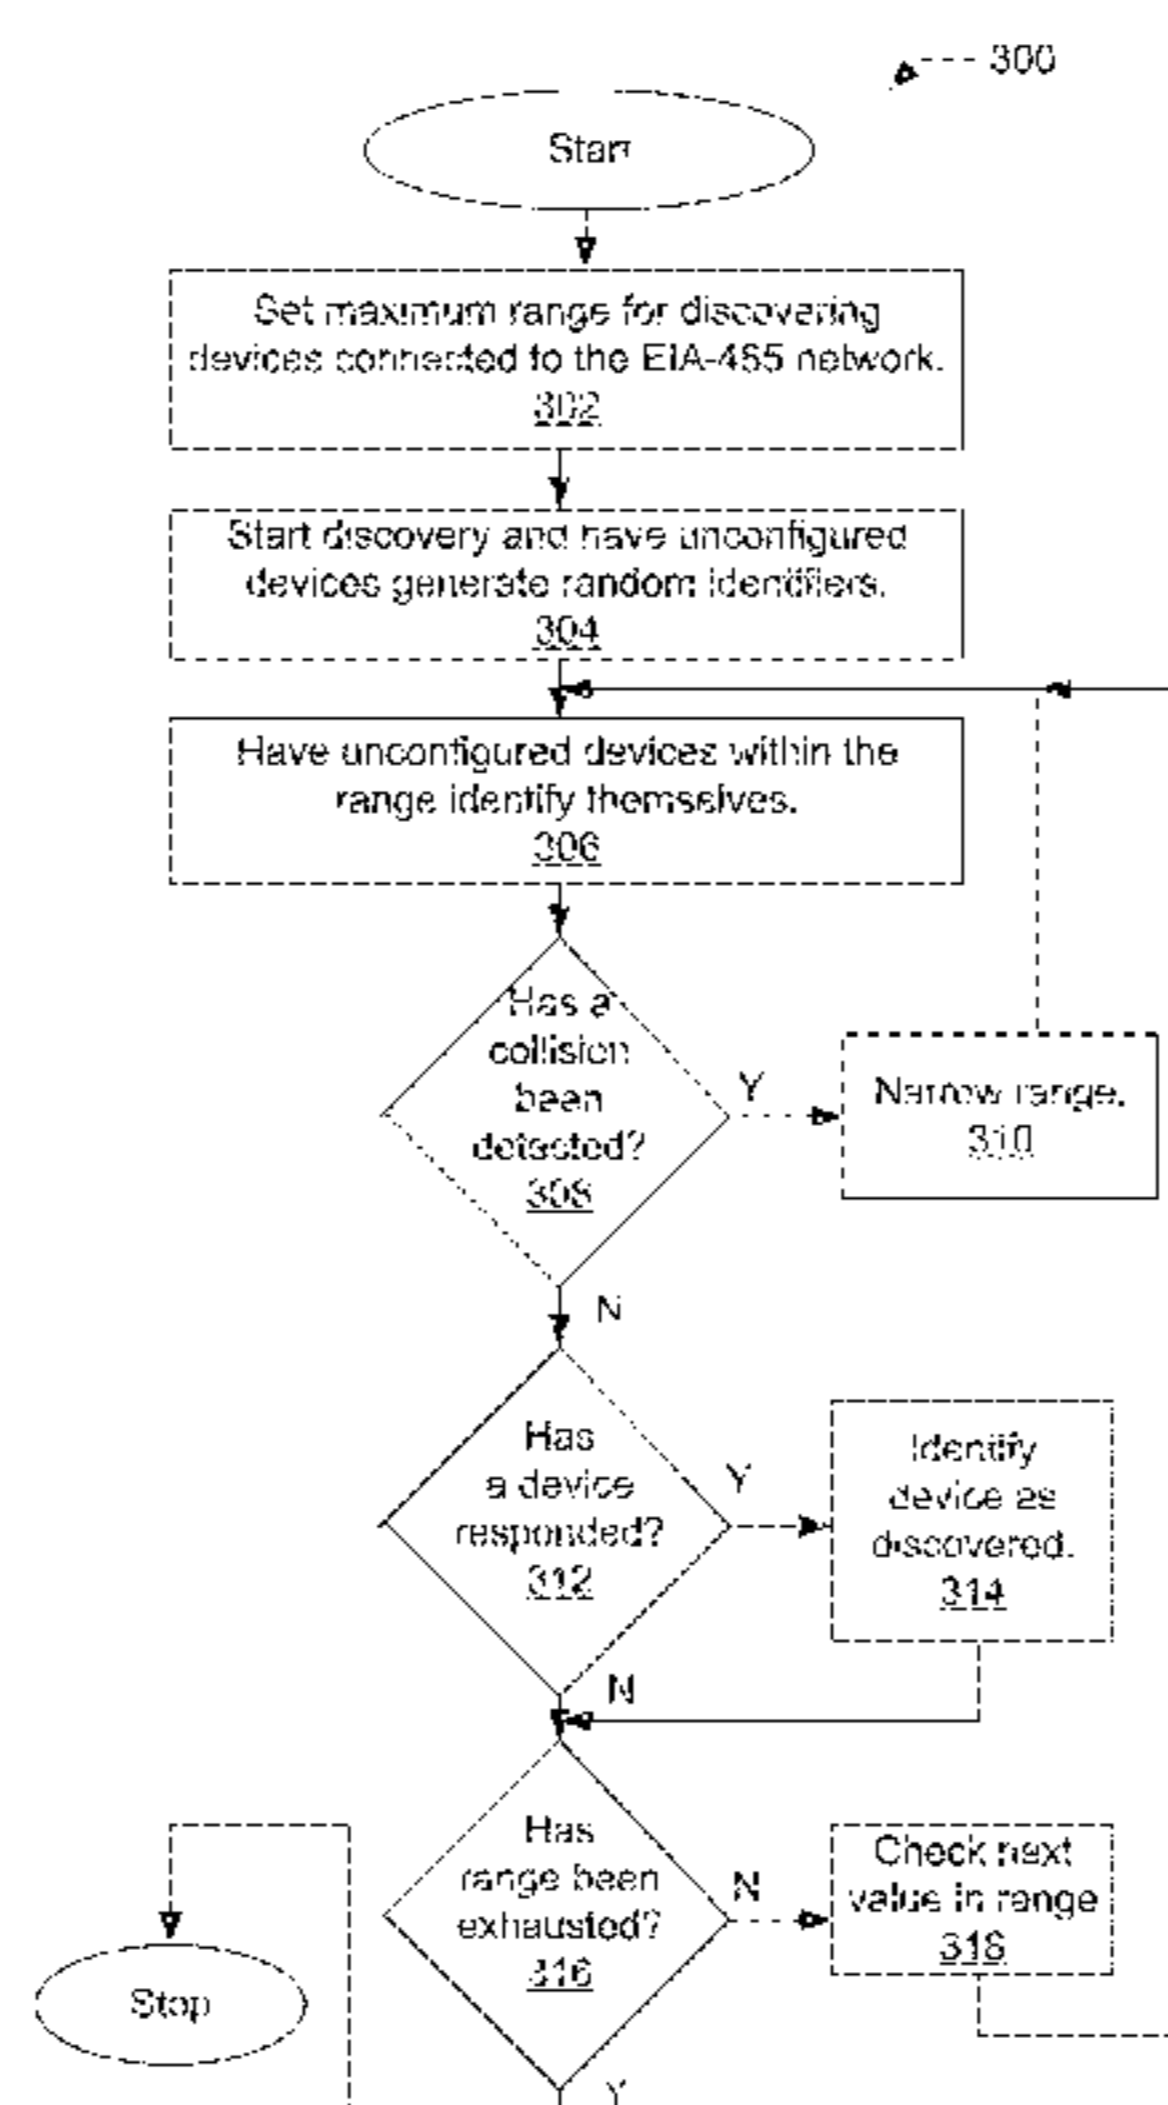 300
Start
Set maximum range for discovering
devices connected to the EIA-485 network.
302
Start discovery and have unconfigured
devices generate random identifiers.
304
Have unconfigured devices within the
range identify themselves.
306
Has a
collision
been
detected?
308
Y
Narrow range.
310
N
Has
a device
responded?
312
Y
Identify
device as
discovered.
314
N
Has
range been
exhausted?
316
N
Check next
value in range
318
Stop
Y